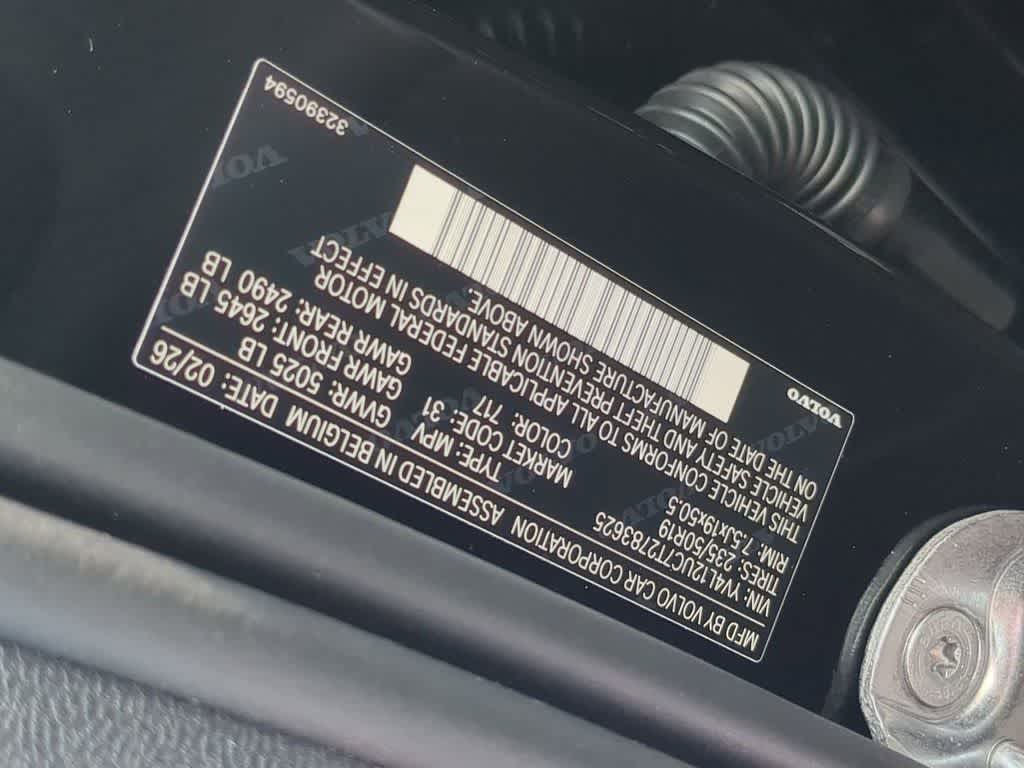 MFD BY VOLVO CAR CORPORATION ASSEMBLED IN BELGIUM DATE: 02/26
VIN: YV4L12UC7T2783625 TYPE: MPV GVWR: 5025 LB
TIRES: 235/50R19 MARKET CODE: 31 GAWR FRONT: 2645 LB
RIM: 7.5Jx19x50.5 COLOR: 717 GAWR REAR: 2490 LB
THIS VEHICLE CONFORMS TO ALL APPLICABLE FEDERAL MOTOR
VEHICLE SAFETY AND THEFT PREVENTION STANDARDS IN EFFECT
ON THE DATE OF MANUFACTURE SHOWN ABOVE.
VOLVO 32390594